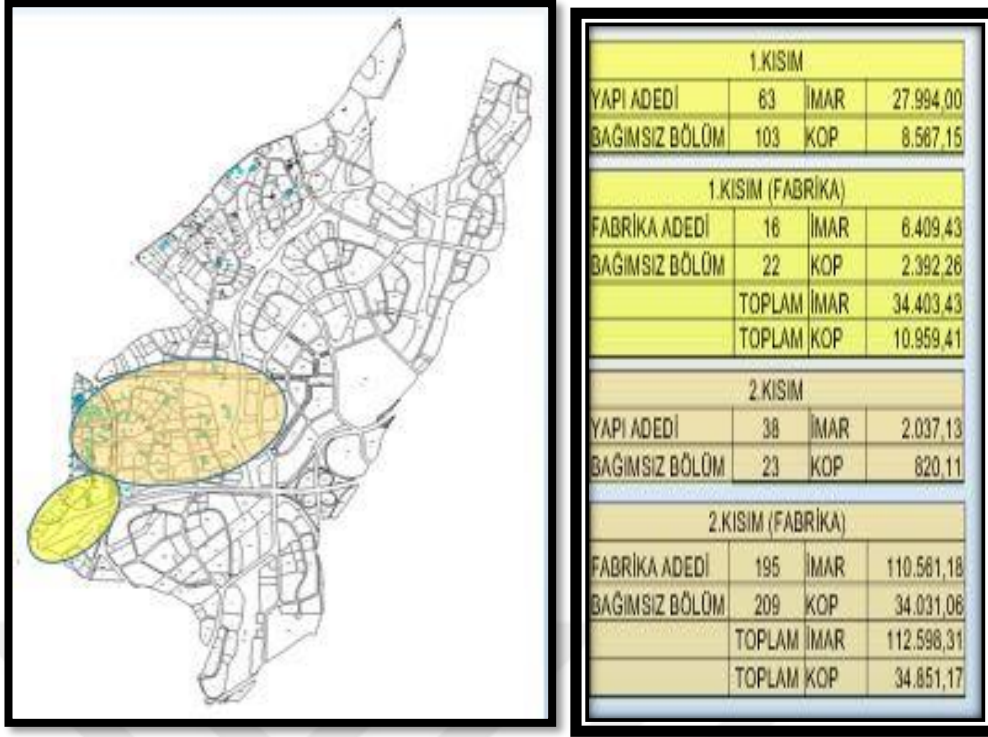 1.KISIM
YAPI ADEDİ 63 İMAR 27.994,00
BAĞIMSIZ BÖLÜM 103 KOP 8.567,15
1.KISIM (FABRİKA)
FABRİKA ADEDİ 16 İMAR 6.409,43
BAĞIMSIZ BÖLÜM 22 KOP 2.392,26
TOPLAM İMAR 34.403,43
TOPLAM KOP 10.959,41
2.KISIM
YAPI ADEDİ 38 İMAR 2.037,13
BAĞIMSIZ BÖLÜM 23 KOP 820,11
2.KISIM (FABRİKA)
FABRİKA ADEDİ 195 İMAR 110.561,18
BAĞIMSIZ BÖLÜM 209 KOP 34.031,06
TOPLAM İMAR 112.598,31
TOPLAM KOP 34.851,17